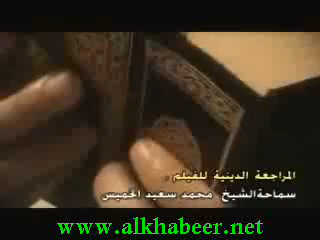 المراجعة الدينية للفيلم :
سماحة الشيخ محمد سعيد الخميس
www.alkhabeer.net